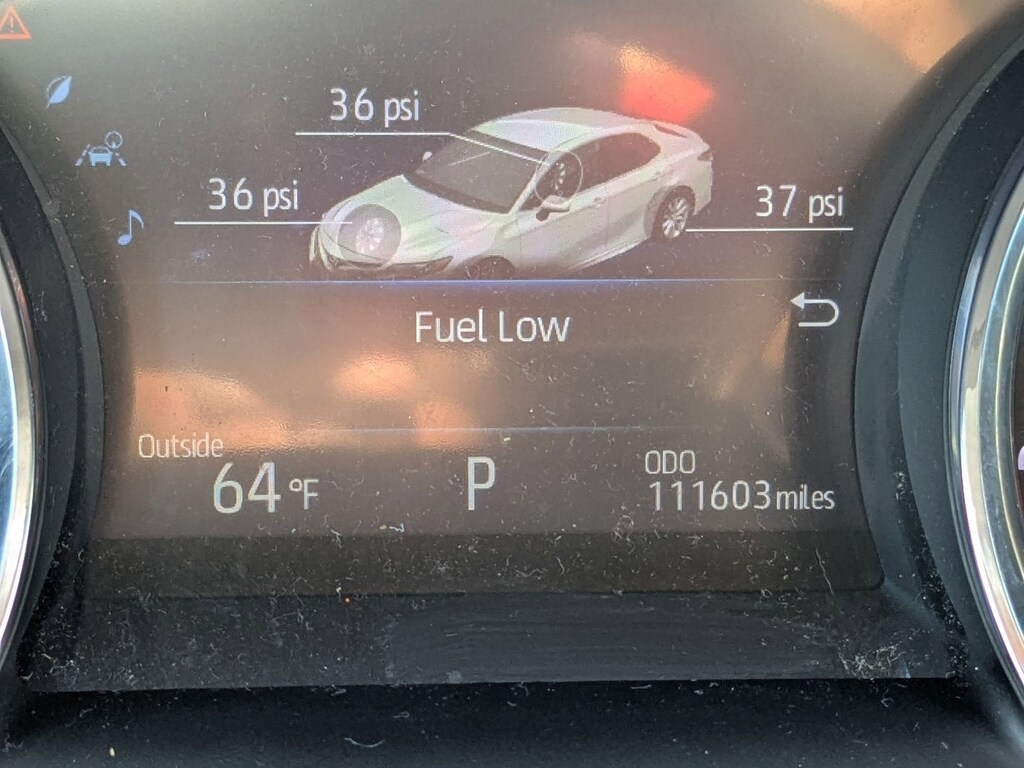 36 psi
36 psi
37 psi
Fuel Low
Outside
64 °F
P
ODO
111603 miles